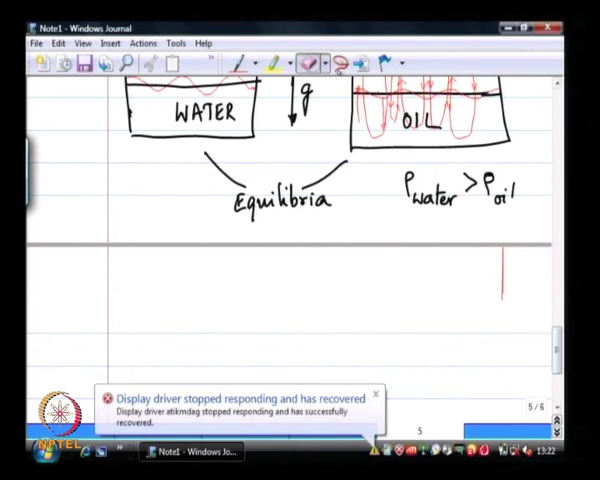 Note1 - Windows Journal
File Edit View Insert Actions Tools Help
WATER
g
OIL
Equilibria
ρwater > ρoil
Display driver stopped responding and has recovered
Display driver atikmdag stopped responding and has successfully
recovered.
5/6
5
NPTEL
Note1 - Windows Jo...
13:22